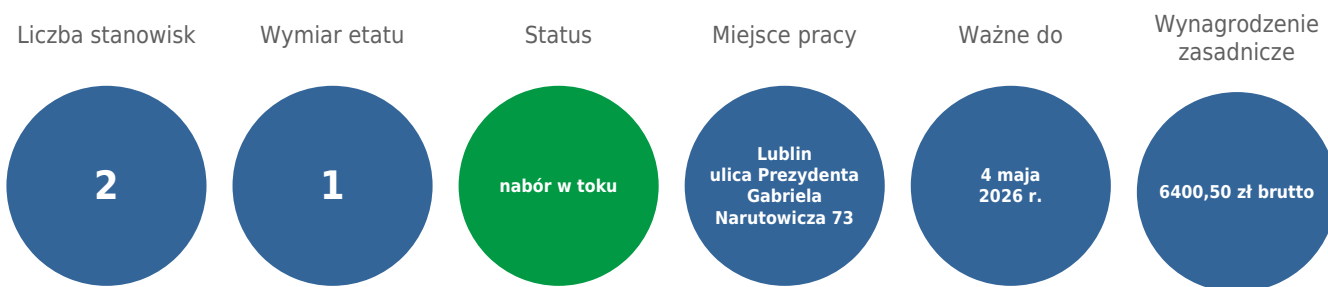 Liczba stanowisk
2
Wymiar etatu
1
Status
nabór w toku
Miejsce pracy
Lublin
ulica Prezydenta
Gabriela
Narutowicza 73
Ważne do
4 maja
2026 r.
Wynagrodzenie
zasadnicze
6400,50 zł brutto